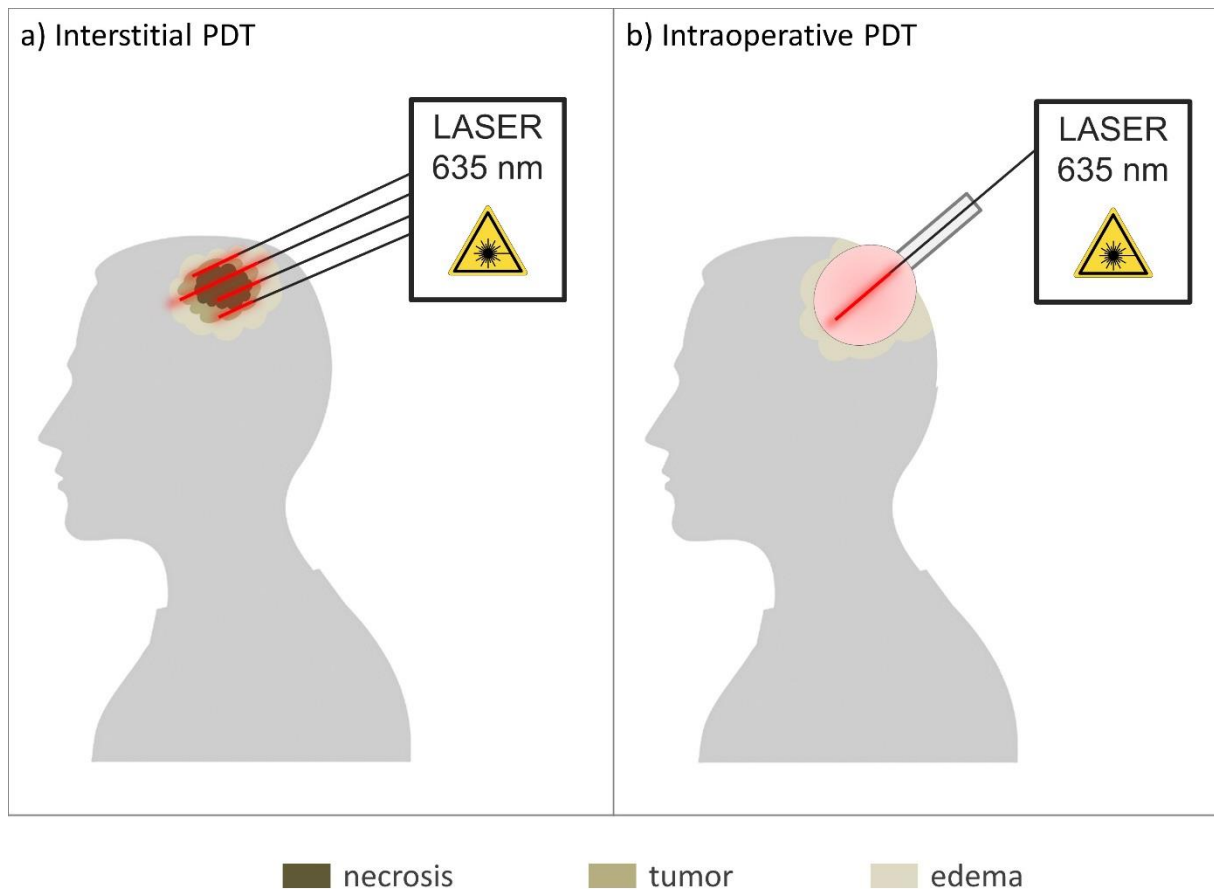 a) Interstitial PDT
LASER
635 nm
b) Intraoperative PDT
LASER
635 nm
necrosis
tumor
edema